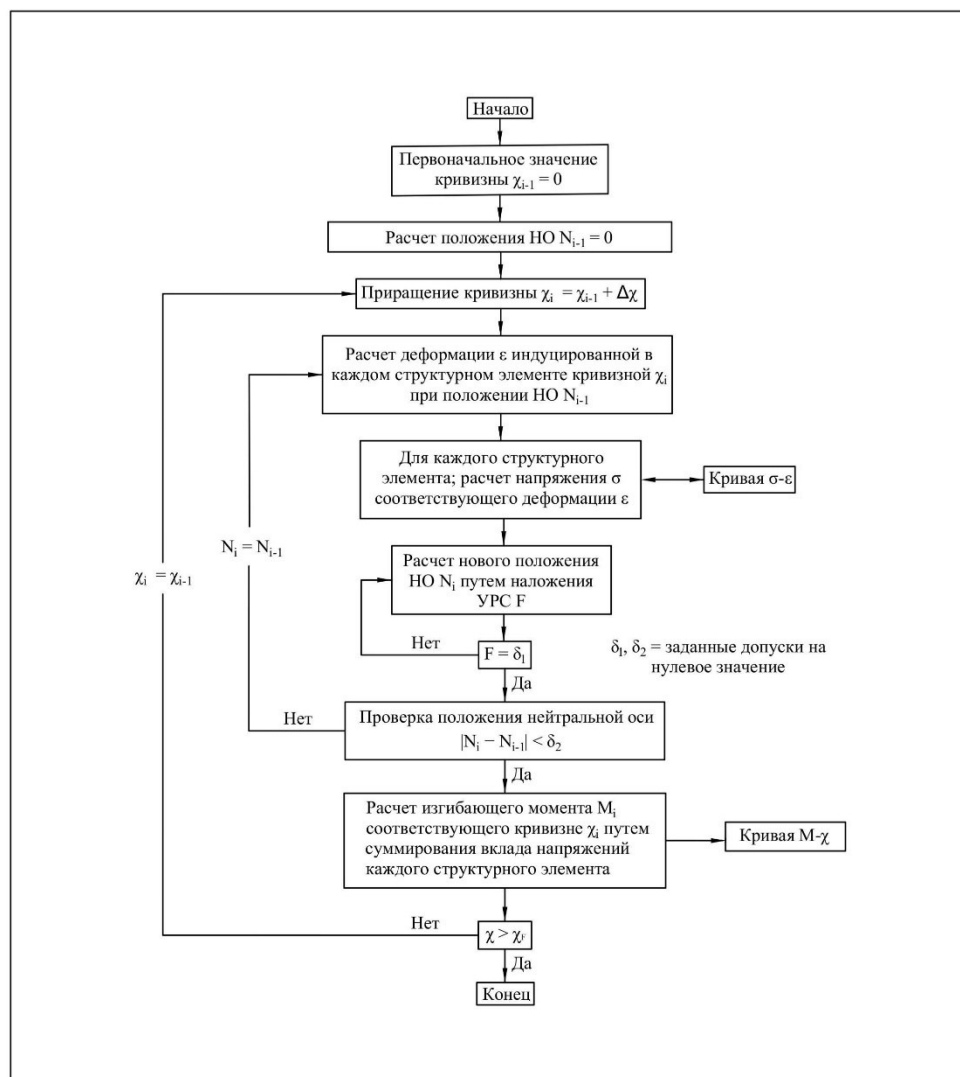 Начало
Первоначальное значение
кривизны χi-1 = 0
Расчет положения НО Ni-1 = 0
Приращение кривизны χi = χi-1 + Δχ
Расчет деформации ε индуцированной в
каждом структурном элементе кривизной χi
при положении НО Ni-1
Для каждого структурного
элемента; расчет напряжения σ
соответствующего деформации ε
Кривая σ-ε
Ni = Ni-1
χi = χi-1
Расчет нового положения
НО Ni путем наложения
УРС F
Нет
F = δ1
δ1, δ2 = заданные допуски на
нулевое значение
Да
Нет
Проверка положения нейтральной оси
|Ni − Ni-1| < δ2
Да
Расчет изгибающего момента Mi
соответствующего кривизне χi путем
суммирования вклада напряжений
каждого структурного элемента
Кривая M-χ
Нет
χ > χF
Да
Конец